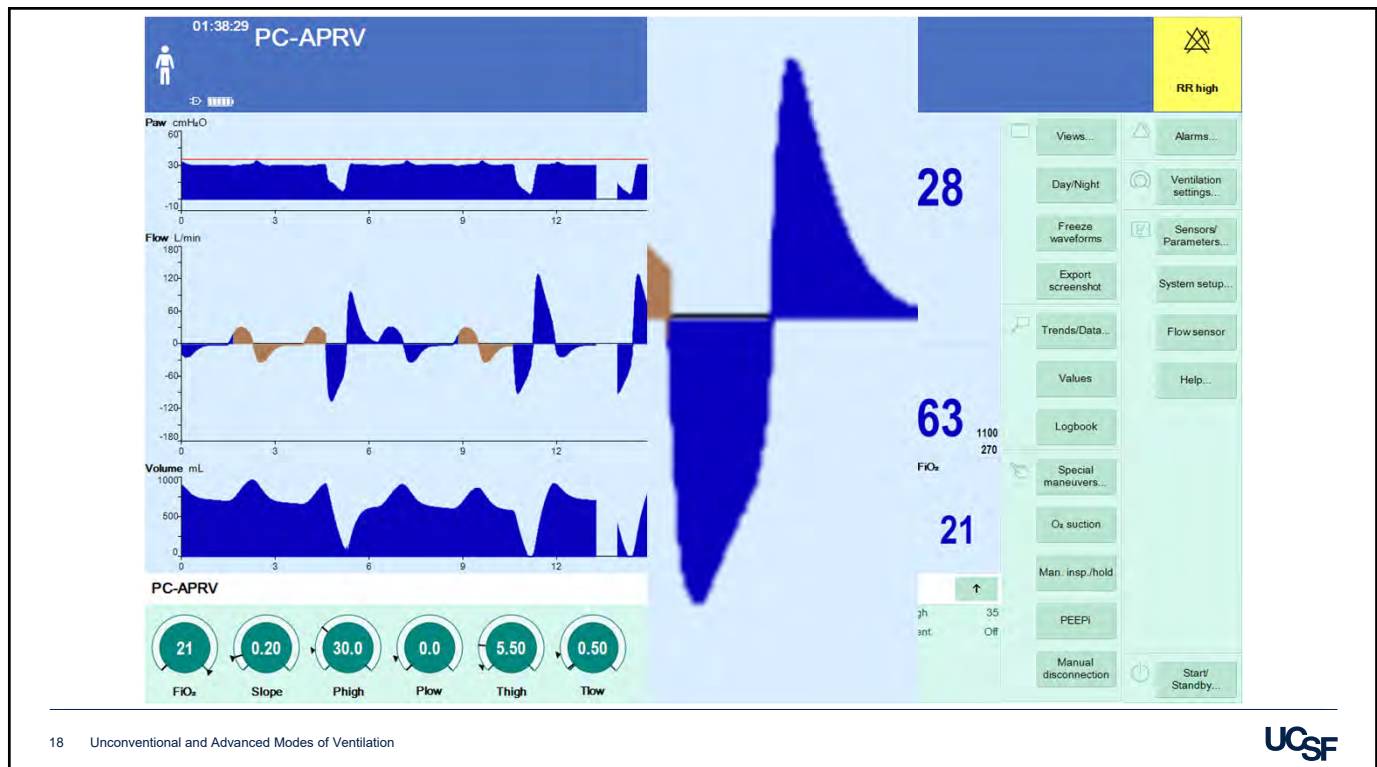 01:38:29 PC-APRV
RR high
Paw cmH₂O
60
30
-10
0 3 6 9 12
Flow L/min
180
120
60
0
-60
-120
-180
0 3 6 9 12
Volume mL
1000
500
0
0 3 6 9 12
PC-APRV
21 0.20 30.0 0.0 5.50 0.50
FiO₂ Slope Phigh Plow Thigh Tlow
28
63 1100
270
FiO₂
21
↑
gh 35
ent Off
Views...
Day/Night
Freeze
waveforms
Export
screenshot
Trends/Data...
Values
Logbook
Special
maneuvers...
O₂ suction
Man. insp./hold
PEEPi
Manual
disconnection
Alarms...
Ventilation
settings...
Sensors/
Parameters...
System setup...
Flow sensor
Help...
Start/
Standby...
18 Unconventional and Advanced Modes of Ventilation
UCSF